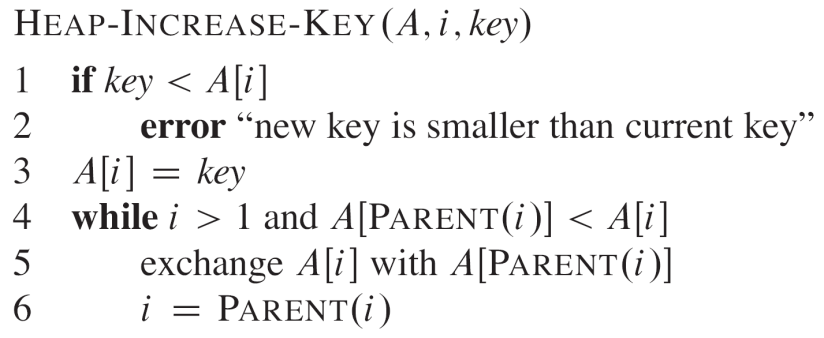 HEAP-INCREASE-KEY(A, i, key)
1 if key < A[i]
2 error “new key is smaller than current key”
3 A[i] = key
4 while i > 1 and A[PARENT(i)] < A[i]
5 exchange A[i] with A[PARENT(i)]
6 i = PARENT(i)